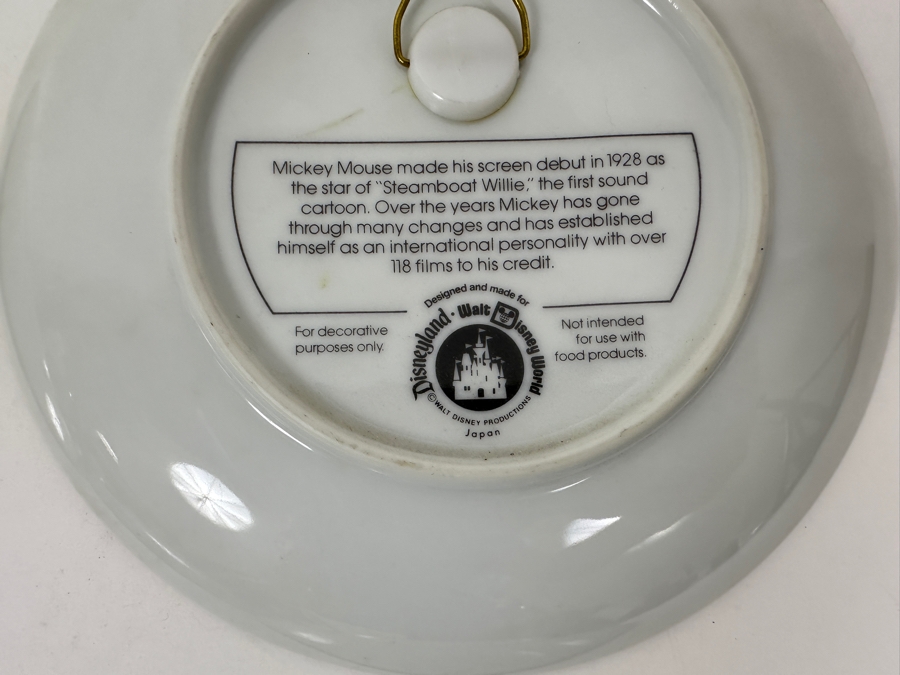 Mickey Mouse made his screen debut in 1928 as
the star of "Steamboat Willie," the first sound
cartoon. Over the years Mickey has gone
through many changes and has established
himself as an international personality with over
118 films to his credit.
For decorative
purposes only.
Designed and made for
Disneyland · Walt Disney World
© WALT DISNEY PRODUCTIONS
Japan
Not intended
for use with
food products.